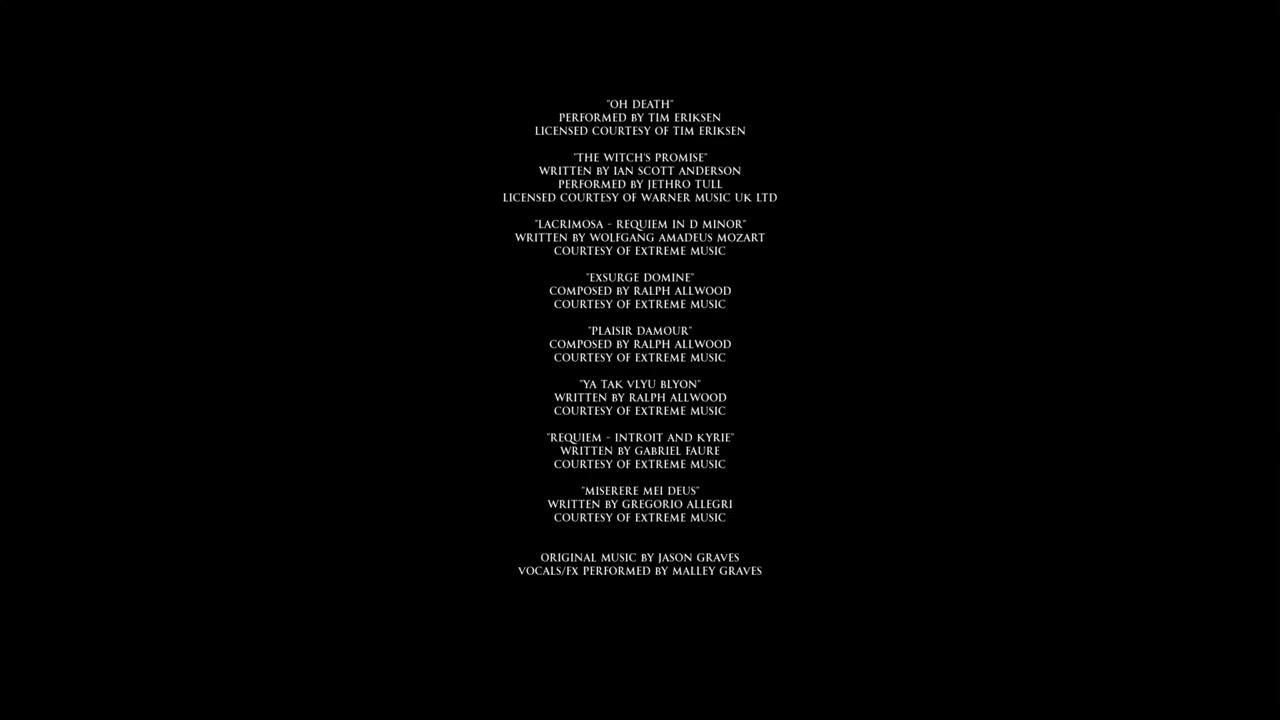 "OH DEATH"
PERFORMED BY TIM ERIKSEN
LICENSED COURTESY OF TIM ERIKSEN
"THE WITCH'S PROMISE"
WRITTEN BY IAN SCOTT ANDERSON
PERFORMED BY JETHRO TULL
LICENSED COURTESY OF WARNER MUSIC UK LTD
"LACRIMOSA - REQUIEM IN D MINOR"
WRITTEN BY WOLFGANG AMADEUS MOZART
COURTESY OF EXTREME MUSIC
"EXSURGE DOMINE"
COMPOSED BY RALPH ALLWOOD
COURTESY OF EXTREME MUSIC
"PLAISIR DAMOUR"
COMPOSED BY RALPH ALLWOOD
COURTESY OF EXTREME MUSIC
"YA TAK VLYU BLYON"
WRITTEN BY RALPH ALLWOOD
COURTESY OF EXTREME MUSIC
"REQUIEM - INTROIT AND KYRIE"
WRITTEN BY GABRIEL FAURE
COURTESY OF EXTREME MUSIC
"MISERERE MEI DEUS"
WRITTEN BY GREGORIO ALLEGRI
COURTESY OF EXTREME MUSIC
ORIGINAL MUSIC BY JASON GRAVES
VOCALS/FX PERFORMED BY MALLEY GRAVES